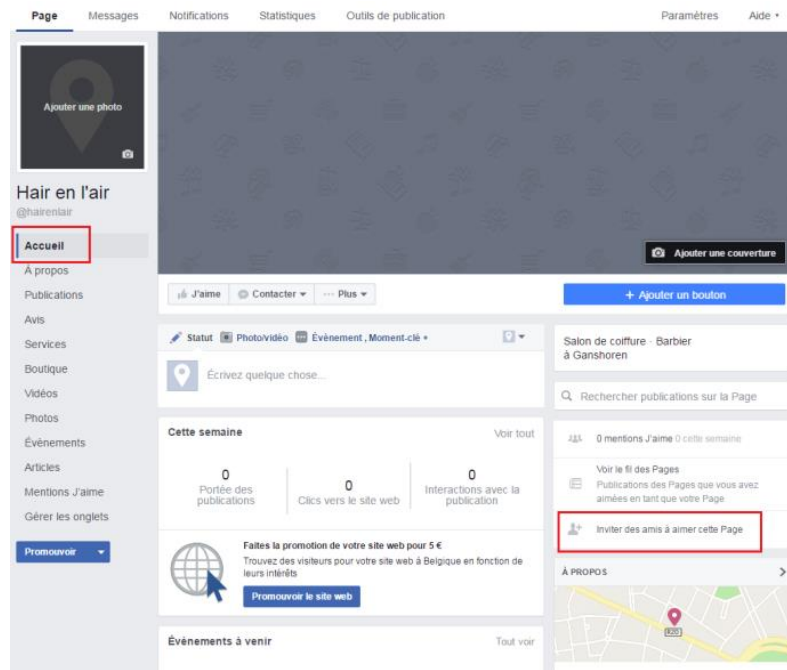 Page Messages Notifications Statistiques Outils de publication Paramètres Aide
Ajouter une photo
Hair en l'air
@hairenlair
Accueil
À propos
Publications
Avis
Services
Boutique
Vidéos
Photos
Évènements
Articles
Mentions J'aime
Gérer les onglets
Promouvoir
Ajouter une couverture
J'aime Contacter ··· Plus
+ Ajouter un bouton
Statut Photo/vidéo Évènement , Moment-clé +
Écrivez quelque chose...
Cette semaine Voir tout
0
Portée des
publications
0
Clics vers le site web
0
Interactions avec la
publication
Faites la promotion de votre site web pour 5 €
Trouvez des visiteurs pour votre site web à Belgique en fonction de
leurs intérêts
Promouvoir le site web
Évènements à venir Tout voir
Salon de coiffure · Barbier
à Ganshoren
Rechercher publications sur la Page
0 mentions J'aime 0 cette semaine
Voir le fil des Pages
Publications des Pages que vous avez
aimées en tant que votre Page
Inviter des amis à aimer cette Page
À PROPOS
R20